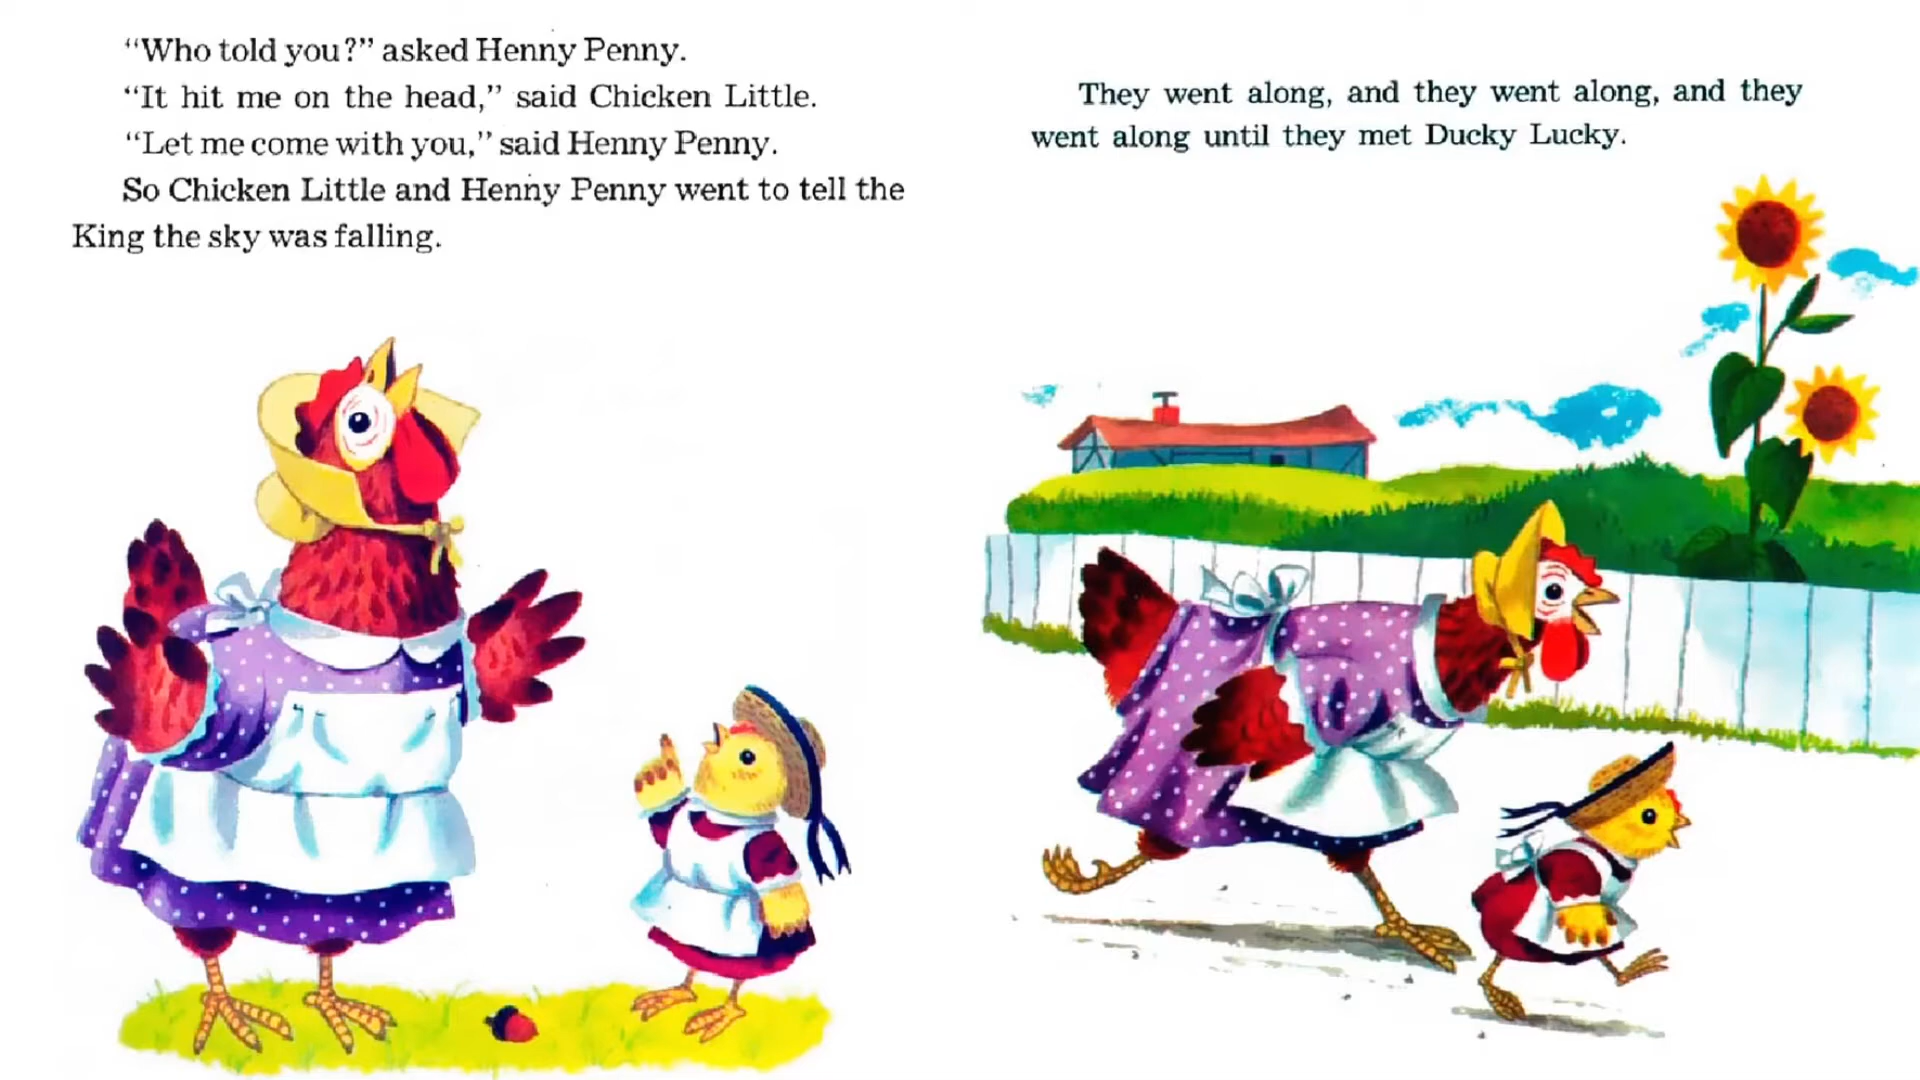 “Who told you?” asked Henny Penny.
“It hit me on the head,” said Chicken Little.
“Let me come with you,” said Henny Penny.
So Chicken Little and Henny Penny went to tell the
King the sky was falling.
They went along, and they went along, and they
went along until they met Ducky Lucky.